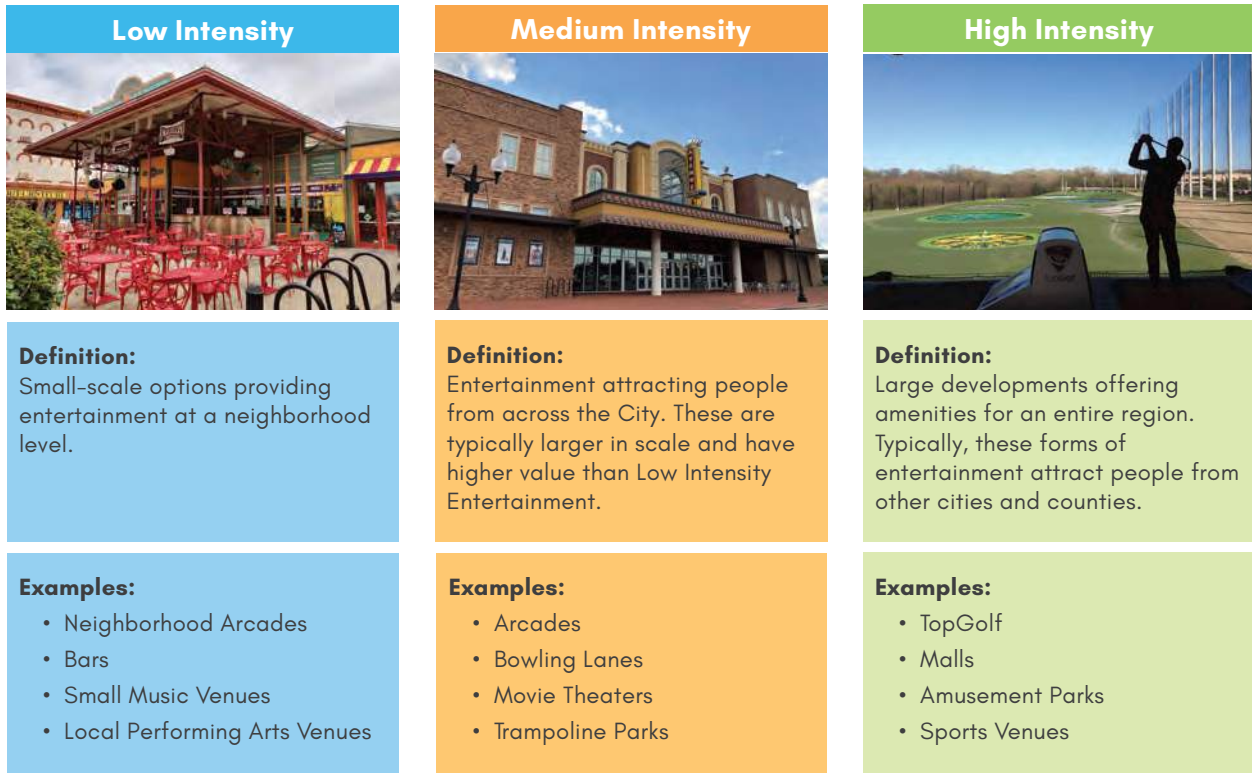 Low Intensity
Medium Intensity
High Intensity
Definition:
Small-scale options providing
entertainment at a neighborhood
level.
Definition:
Entertainment attracting people
from across the City. These are
typically larger in scale and have
higher value than Low Intensity
Entertainment.
Definition:
Large developments offering
amenities for an entire region.
Typically, these forms of
entertainment attract people from
other cities and counties.
Examples:
• Neighborhood Arcades
• Bars
• Small Music Venues
• Local Performing Arts Venues
Examples:
• Arcades
• Bowling Lanes
• Movie Theaters
• Trampoline Parks
Examples:
• TopGolf
• Malls
• Amusement Parks
• Sports Venues